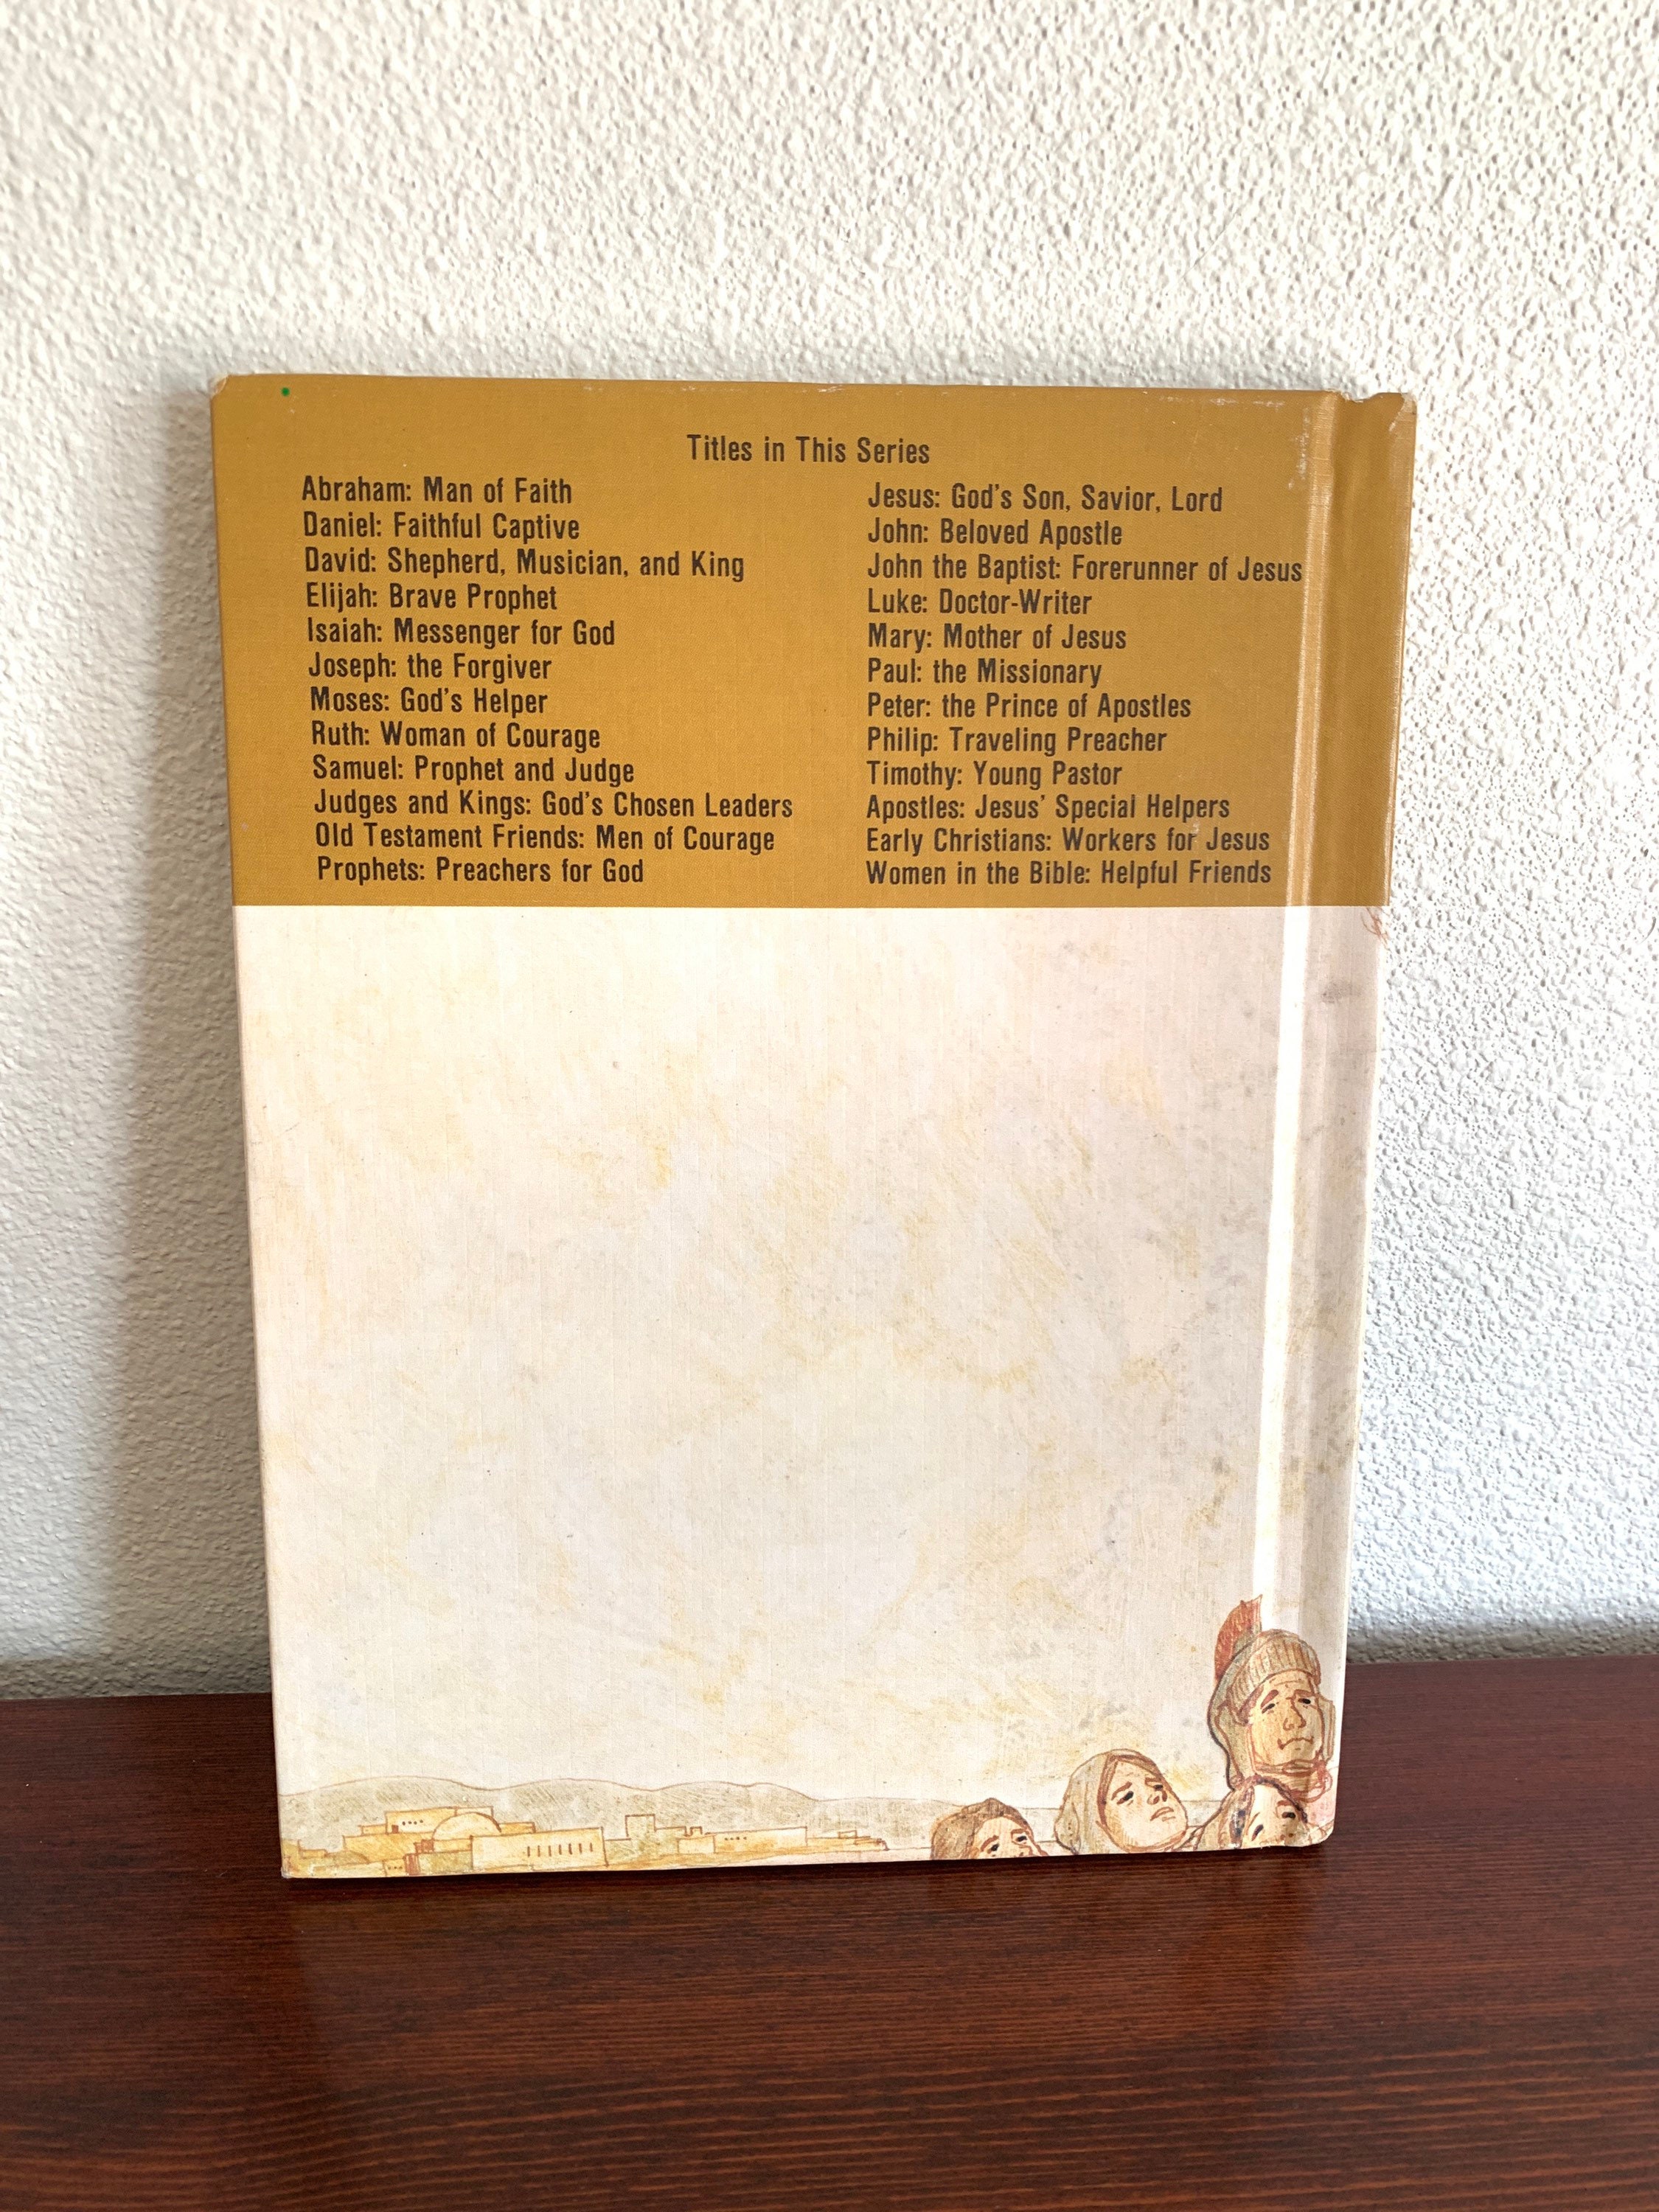 Titles in This Series
Abraham: Man of Faith
Daniel: Faithful Captive
David: Shepherd, Musician, and King
Elijah: Brave Prophet
Isaiah: Messenger for God
Joseph: the Forgiver
Moses: God's Helper
Ruth: Woman of Courage
Samuel: Prophet and Judge
Judges and Kings: God's Chosen Leaders
Old Testament Friends: Men of Courage
Prophets: Preachers for God
Jesus: God's Son, Savior, Lord
John: Beloved Apostle
John the Baptist: Forerunner of Jesus
Luke: Doctor-Writer
Mary: Mother of Jesus
Paul: the Missionary
Peter: the Prince of Apostles
Philip: Traveling Preacher
Timothy: Young Pastor
Apostles: Jesus' Special Helpers
Early Christians: Workers for Jesus
Women in the Bible: Helpful Friends